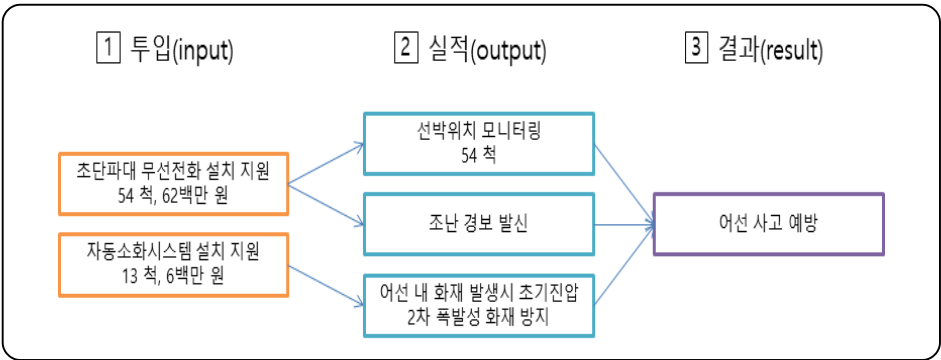 1 투입(input)
2 실적(output)
3 결과(result)
초단파대 무선전화 설치 지원
54 척, 62백만 원
자동소화시스템 설치 지원
13 척, 6백만 원
선박위치 모니터링
54 척
조난 경보 발신
어선 내 화재 발생시 초기진압
2차 폭발성 화재 방지
어선 사고 예방